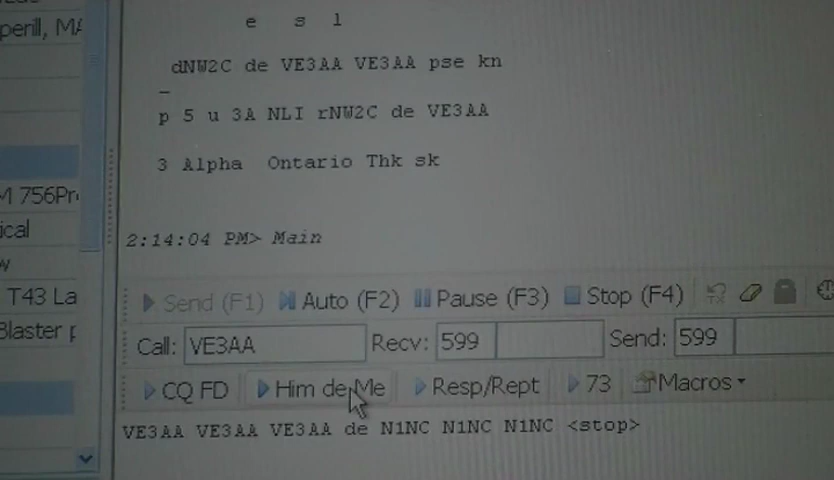 e s l
perill, MA
dNW2C de VE3AA VE3AA pse kn
p 5 u 3A NLI rNW2C de VE3AA
3 Alpha Ontario Thk sk
M 756Pr
ical
w
2:14:04 PM> Main
T43 La
Send (F1) Auto (F2) Pause (F3) Stop (F4)
Blaster p
Call: VE3AA Recv: 599 Send: 599
CQ FD Him de Me Resp/Rept 73 Macros
VE3AA VE3AA VE3AA de N1NC N1NC N1NC <stop>